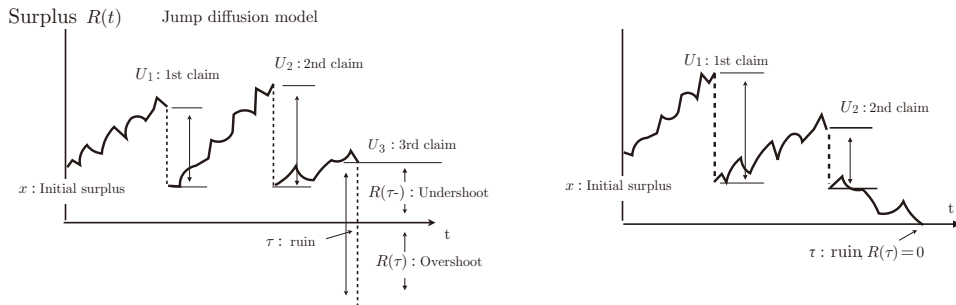 Surplus R(t)
Jump diffusion model
U₁ : 1st claim
U₂ : 2nd claim
U₃ : 3rd claim
x : Initial surplus
R(τ-) : Undershoot
t
τ : ruin
R(τ) : Overshoot
U₁ : 1st claim
U₂ : 2nd claim
x : Initial surplus
t
τ : ruin, R(τ) = 0